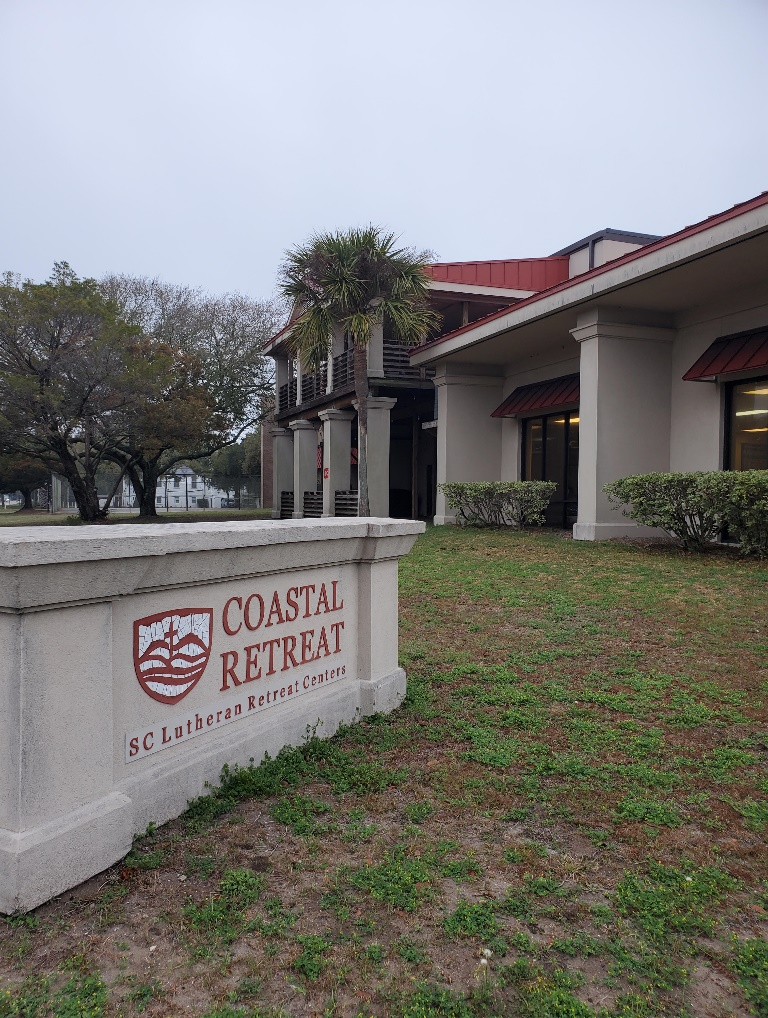 COASTAL
RETREAT
SC Lutheran Retreat Centers